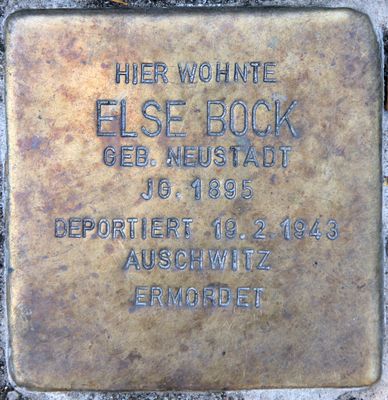 HIER WOHNTE
ELSE BOCK
GEB. NEUSTADT
JG. 1895
DEPORTIERT 19.2.1943
AUSCHWITZ
ERMORDET